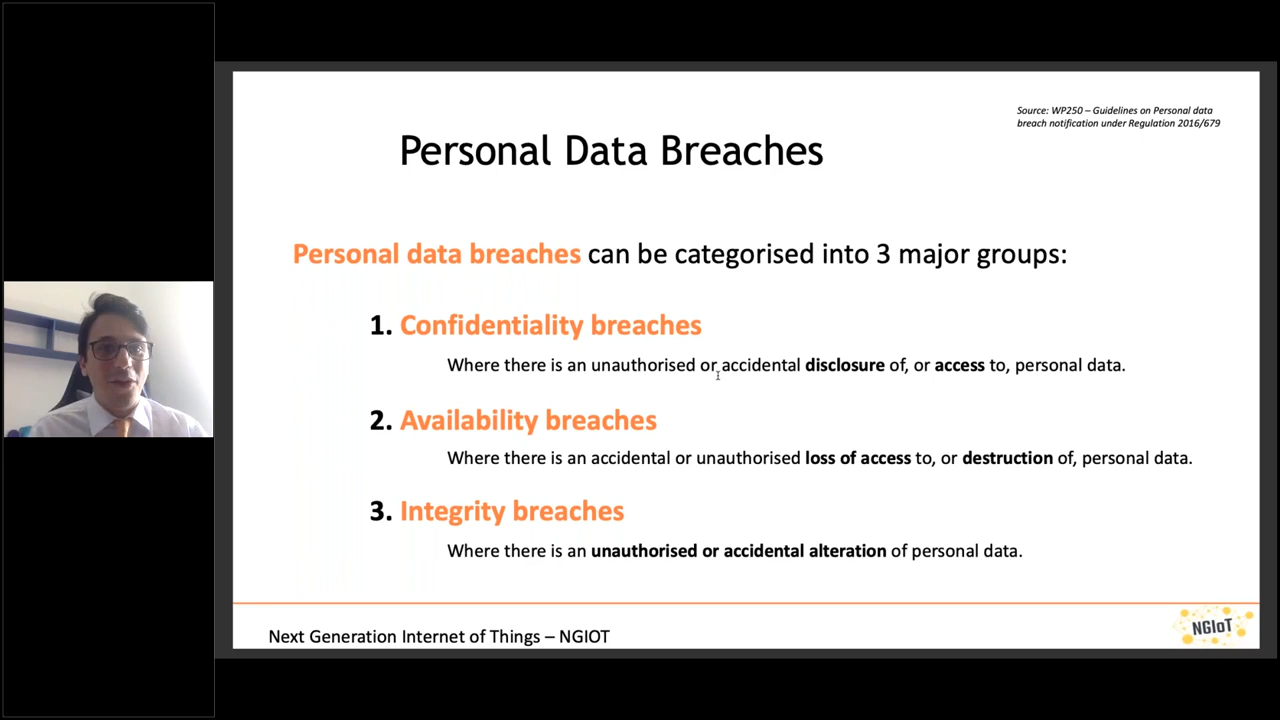 Source: WP250 – Guidelines on Personal data
breach notification under Regulation 2016/679
Personal Data Breaches
Personal data breaches can be categorised into 3 major groups:
1. Confidentiality breaches
Where there is an unauthorised or accidental disclosure of, or access to, personal data.
2. Availability breaches
Where there is an accidental or unauthorised loss of access to, or destruction of, personal data.
3. Integrity breaches
Where there is an unauthorised or accidental alteration of personal data.
Next Generation Internet of Things – NGIOT
NGIoT